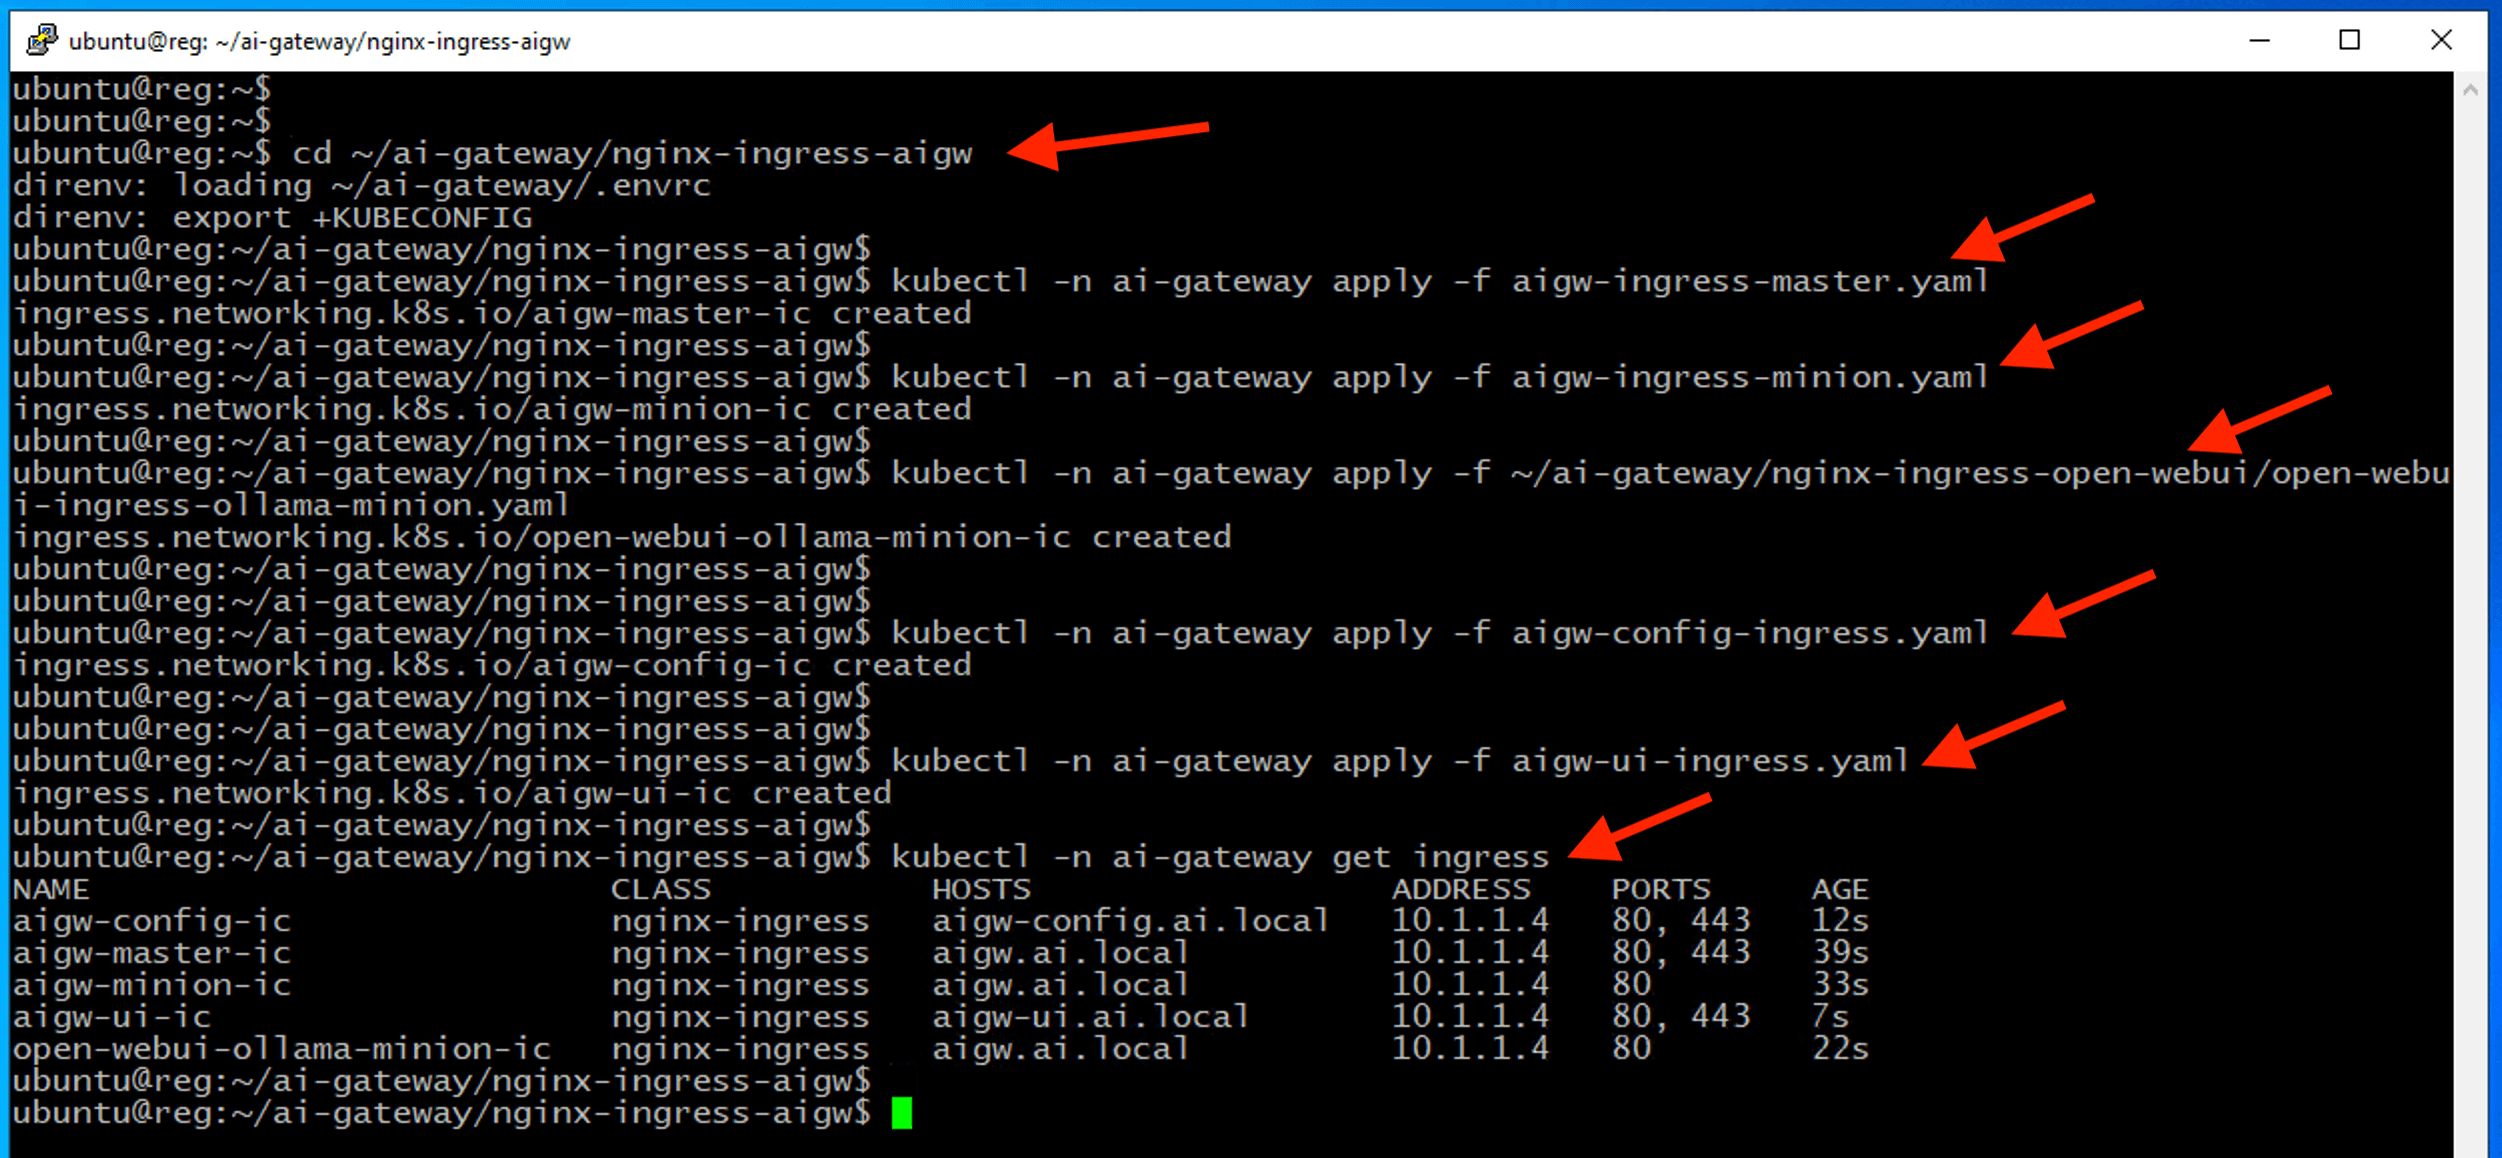 ubuntu@reg: ~/ai-gateway/nginx-ingress-aigw
ubuntu@reg:~$
ubuntu@reg:~$
ubuntu@reg:~$ cd ~/ai-gateway/nginx-ingress-aigw
direnv: loading ~/ai-gateway/.envrc
direnv: export +KUBECONFIG
ubuntu@reg:~/ai-gateway/nginx-ingress-aigw$
ubuntu@reg:~/ai-gateway/nginx-ingress-aigw$ kubectl -n ai-gateway apply -f aigw-ingress-master.yaml
ingress.networking.k8s.io/aigw-master-ic created
ubuntu@reg:~/ai-gateway/nginx-ingress-aigw$
ubuntu@reg:~/ai-gateway/nginx-ingress-aigw$ kubectl -n ai-gateway apply -f aigw-ingress-minion.yaml
ingress.networking.k8s.io/aigw-minion-ic created
ubuntu@reg:~/ai-gateway/nginx-ingress-aigw$
ubuntu@reg:~/ai-gateway/nginx-ingress-aigw$ kubectl -n ai-gateway apply -f ~/ai-gateway/nginx-ingress-open-webui/open-webu
i-ingress-ollama-minion.yaml
ingress.networking.k8s.io/open-webui-ollama-minion-ic created
ubuntu@reg:~/ai-gateway/nginx-ingress-aigw$
ubuntu@reg:~/ai-gateway/nginx-ingress-aigw$
ubuntu@reg:~/ai-gateway/nginx-ingress-aigw$ kubectl -n ai-gateway apply -f aigw-config-ingress.yaml
ingress.networking.k8s.io/aigw-config-ic created
ubuntu@reg:~/ai-gateway/nginx-ingress-aigw$
ubuntu@reg:~/ai-gateway/nginx-ingress-aigw$
ubuntu@reg:~/ai-gateway/nginx-ingress-aigw$ kubectl -n ai-gateway apply -f aigw-ui-ingress.yaml
ingress.networking.k8s.io/aigw-ui-ic created
ubuntu@reg:~/ai-gateway/nginx-ingress-aigw$
ubuntu@reg:~/ai-gateway/nginx-ingress-aigw$ kubectl -n ai-gateway get ingress
NAME CLASS HOSTS ADDRESS PORTS AGE
aigw-config-ic nginx-ingress aigw-config.ai.local 10.1.1.4 80, 443 12s
aigw-master-ic nginx-ingress aigw.ai.local 10.1.1.4 80, 443 39s
aigw-minion-ic nginx-ingress aigw.ai.local 10.1.1.4 80 33s
aigw-ui-ic nginx-ingress aigw-ui.ai.local 10.1.1.4 80, 443 7s
open-webui-ollama-minion-ic nginx-ingress aigw.ai.local 10.1.1.4 80 22s
ubuntu@reg:~/ai-gateway/nginx-ingress-aigw$
ubuntu@reg:~/ai-gateway/nginx-ingress-aigw$